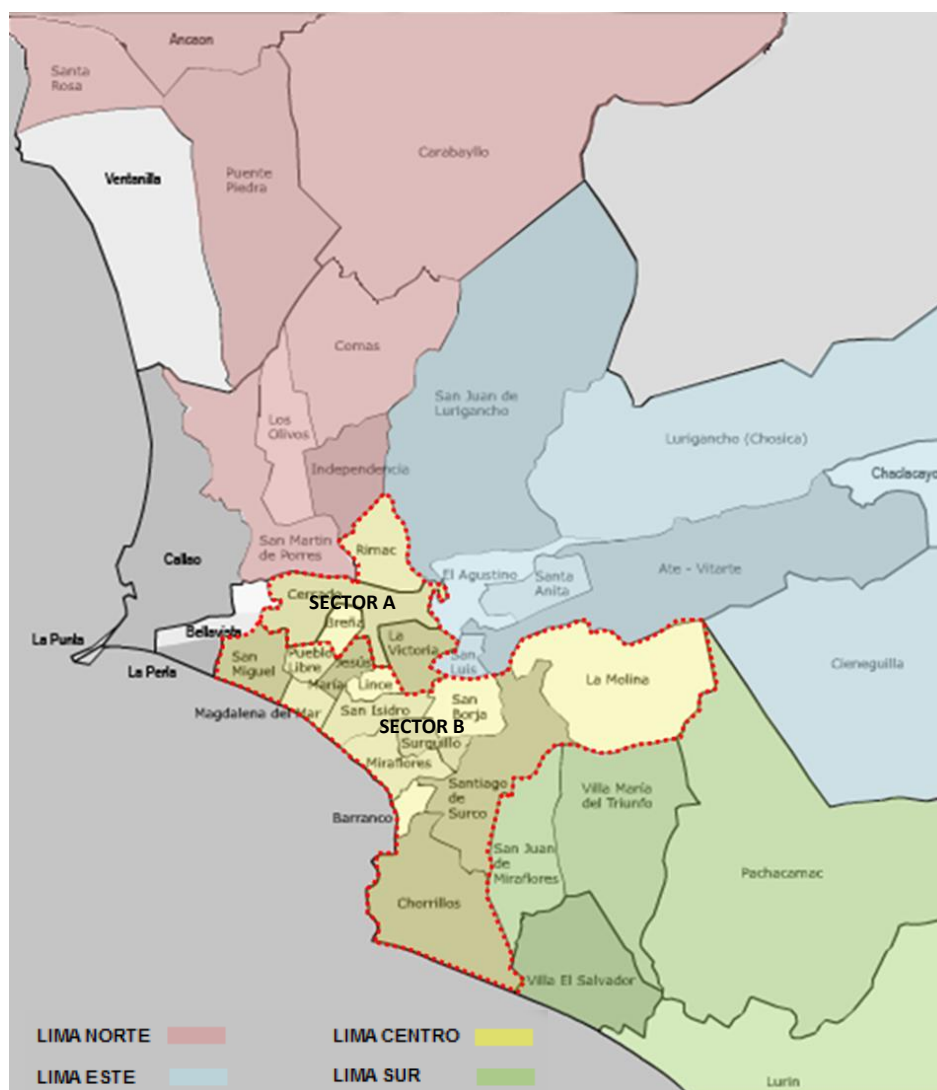 Ancaon
Santa
Rosa
Ventanilla
Puente
Piedra
Carabayllo
Comas
San Juan de
Lurigancho
Los
Olivos
Lurigancho (Chosica)
Independencia
Chaclacayo
San Martin
de Porres
Rimac
Callao
El Agustino
Santa
Anita
Ate - Vitarte
Cercado
SECTOR A
Breña
La Punta
Bellavista
La
Victoria
La Perla
San
Miguel
Pueblo
Libre
Jesús
María
San
Luis
Cieneguilla
Lince
La Molina
Magdalena del Mar
San Isidro
San
Borja
SECTOR B
Surquillo
Miraflores
Santiago
de
Surco
Villa María
del Triunfo
Barranco
San Juan
de
Miraflores
Pachacamac
Chorrillos
Villa El Salvador
LIMA NORTE
LIMA CENTRO
LIMA ESTE
LIMA SUR
Lurin